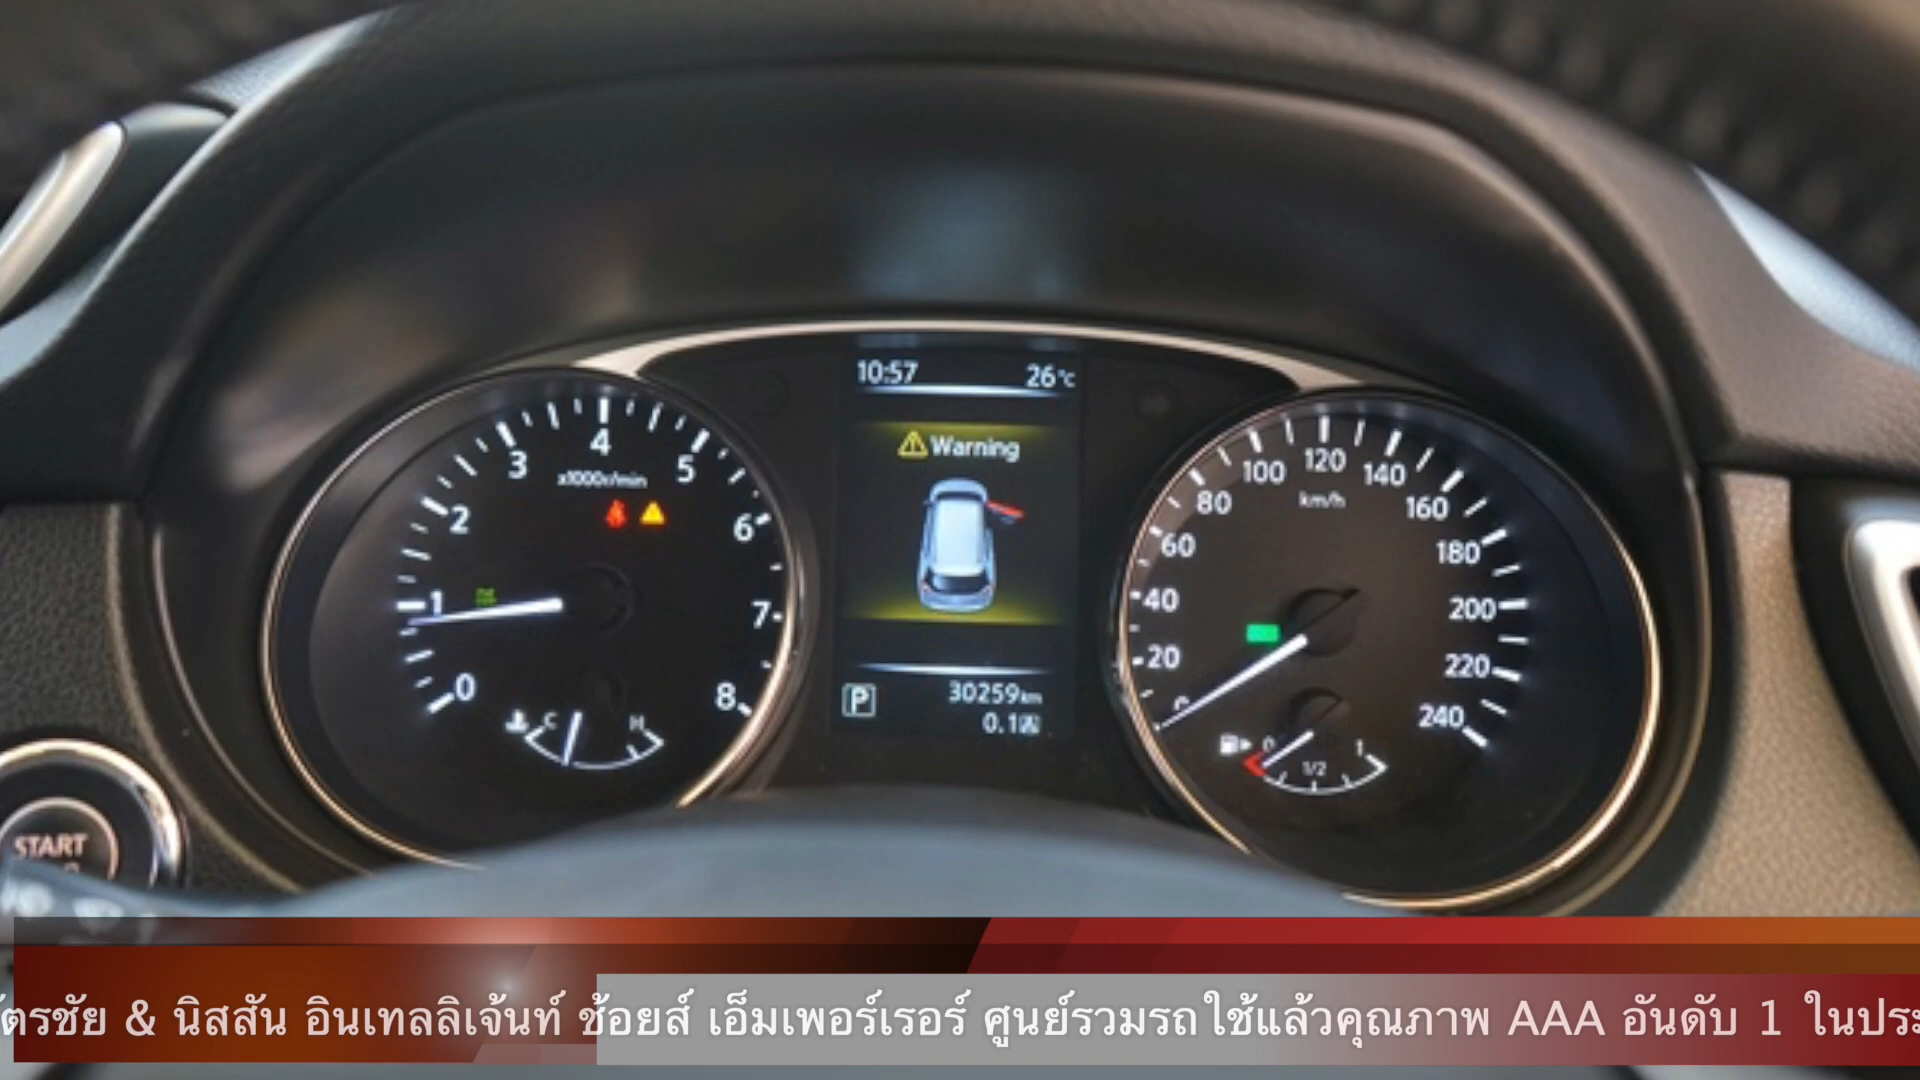 10:57 26°C
Warning
P 30259km
0.1
x1000r/min
0 1 2 3 4 5 6 7 8
C H
km/h
0 20 40 60 80 100 120 140 160 180 200 220 240
0 1/2 1
START
ตรชัย & นิสสัน อินเทลลิเจ้นท์ ช้อยส์ เอ็มเพอร์เรอร์ ศูนย์รวมรถใช้แล้วคุณภาพ AAA อันดับ 1 ในประ